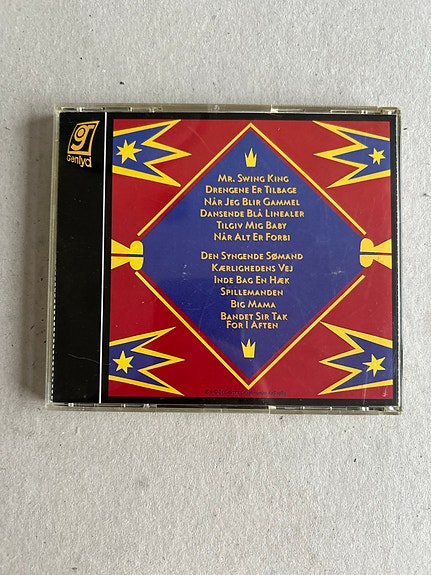 Genlyd
Mr. Swing King
Drengene Er Tilbage
Når Jeg Blir Gammel
Dansende Blå Linealer
Tilgiv Mig Baby
Når Alt Er Forbi
Den Syngende Sømand
Kærlighedens Vej
Inde Bag En Hæk
Spillemanden
Big Mama
Bandet Sir Tak
For I Aften